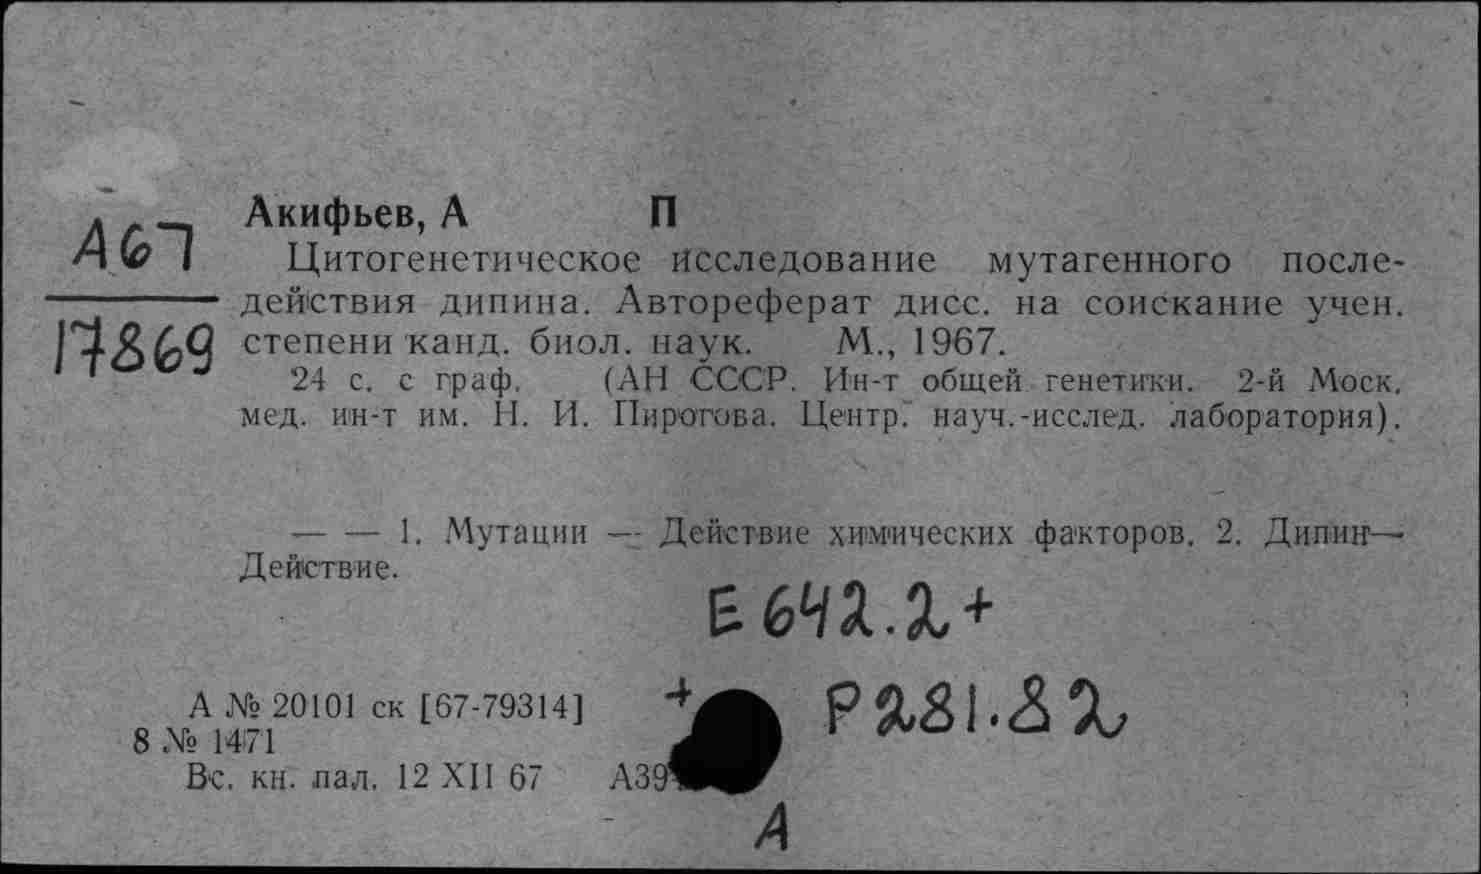 Акифьев, А П
А67
Цитогенетическое исследование мутагенного после-
действия дипина. Автореферат дисс. на соискание учен.
17869
степени канд. биол. наук. М., 1967.
24 с. с граф. (АН СССР. Ин-т общей генетики. 2-й Моск.
мед. ин-т им. Н. И. Пирогова. Центр. науч.-исслед. лаборатория).
— — 1. Мутации — Действие химических факторов. 2. Дипин—
Действие.
Е642.2+
+ Р281.82
А № 20101 ск [67-79314]
8 № 1471
Вс. кн. пал. 12 XII 67 А39
А